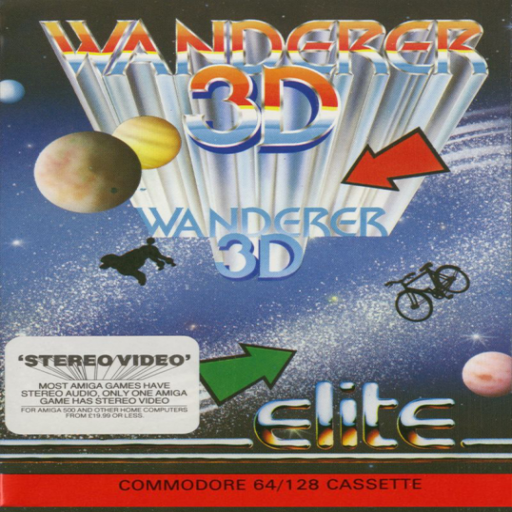 WANDERER
3D
WANDERER
3D
'STEREO/VIDEO'
MOST AMIGA GAMES HAVE
STEREO AUDIO, ONLY ONE AMIGA
GAME HAS STEREO VIDEO
FOR AMIGA 500 AND OTHER HOME COMPUTERS
FROM £19.99 OR LESS.
elite
COMMODORE 64/128 CASSETTE